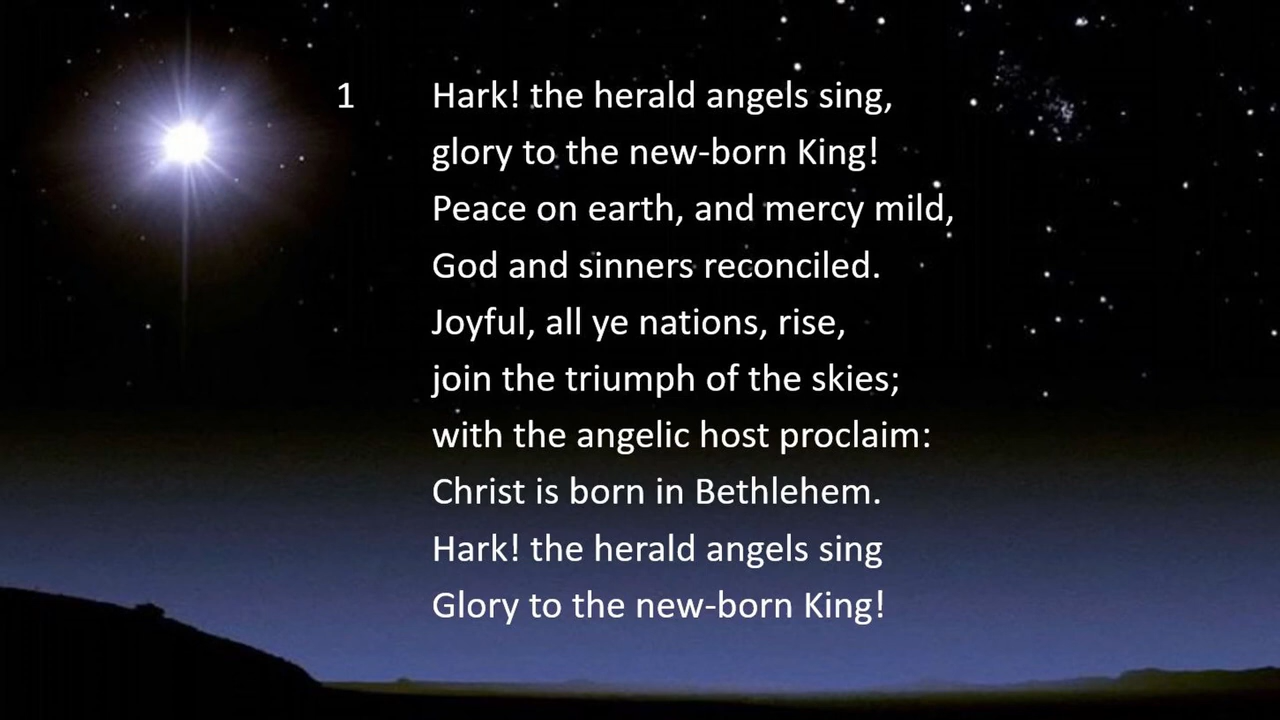 1 Hark! the herald angels sing,
glory to the new-born King!
Peace on earth, and mercy mild,
God and sinners reconciled.
Joyful, all ye nations, rise,
join the triumph of the skies;
with the angelic host proclaim:
Christ is born in Bethlehem.
Hark! the herald angels sing
Glory to the new-born King!